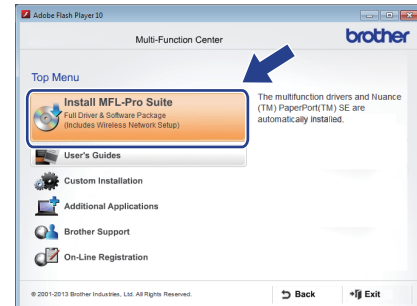 Adobe Flash Player 10
Multi-Function Center
brother
Top Menu
Install MFL-Pro Suite
Full Driver & Software Package
(Includes Wireless Network Setup)
The multifunction drivers and Nuance
(TM) PaperPort(TM) SE are
automatically installed.
User's Guides
Custom Installation
Additional Applications
Brother Support
On-Line Registration
© 2001-2013 Brother Industries, Ltd. All Rights Reserved.
Back
Exit